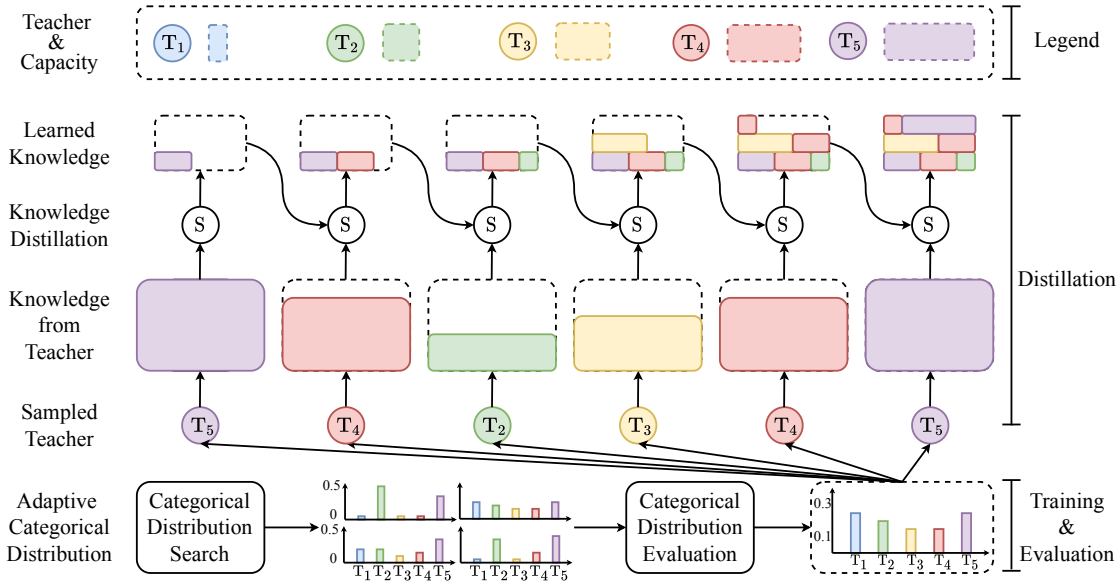 Teacher
&
Capacity
T1 T2 T3 T4 T5
Legend
Learned
Knowledge
Knowledge
Distillation
S S S S S S
Knowledge
from
Teacher
Distillation
Sampled
Teacher
T5 T4 T2 T3 T4 T5
Adaptive
Categorical
Distribution
Categorical
Distribution
Search
0.5
0
0.5
0
T1 T2 T3 T4 T5
T1 T2 T3 T4 T5
Categorical
Distribution
Evaluation
0.3
0.1
T1 T2 T3 T4 T5
Training
&
Evaluation